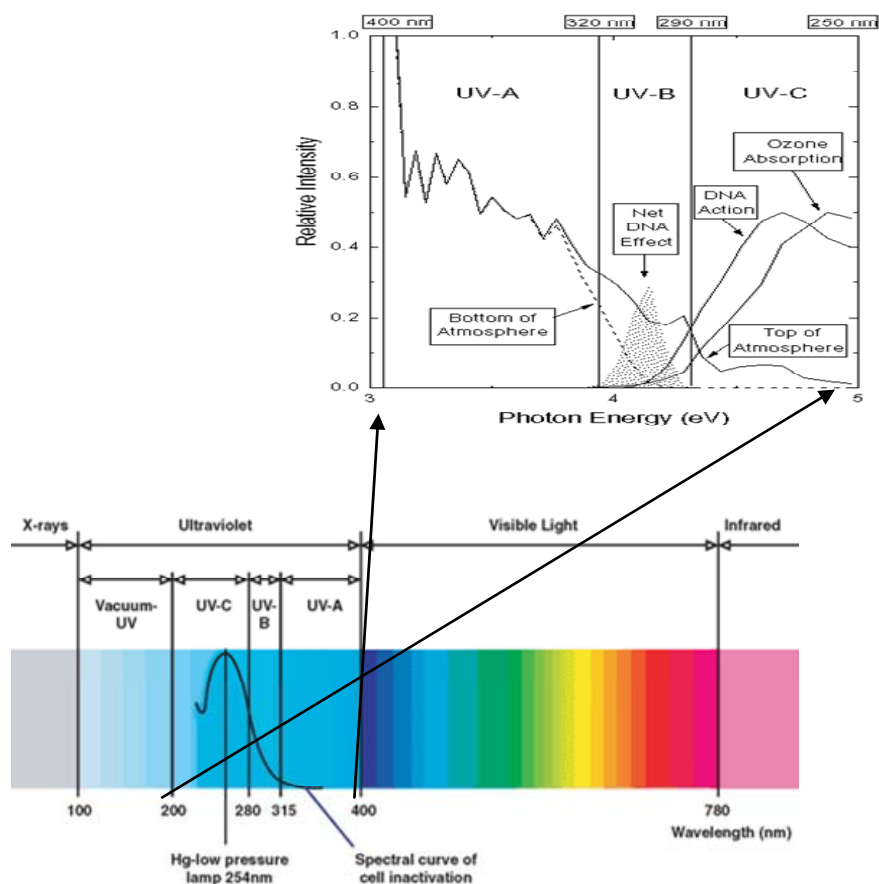 400 nm 320 nm 290 nm 250 nm
1.0
0.8
0.6
0.4
0.2
0.0
Relative Intensity
UV-A UV-B UV-C
Ozone
Absorption
DNA
Action
Net
DNA
Effect
Bottom of
Atmosphere
Top of
Atmosphere
3 4 5
Photon Energy (eV)
X-rays Ultraviolet Visible Light Infrared
Vacuum-
UV
UV-C
UV-
B
UV-A
100 200 280 315 400 780
Wavelength (nm)
Hg-low pressure
lamp 254nm
Spectral curve of
cell inactivation